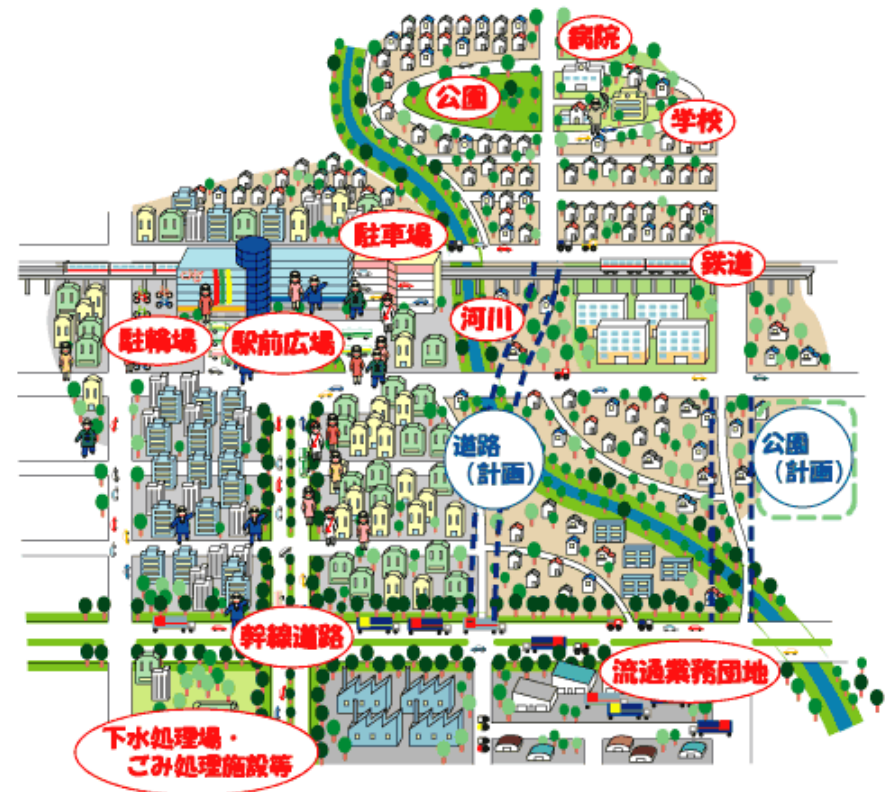 病院
公園
学校
駐車場
鉄道
河川
駐輪場
駅前広場
道路
（計画）
公園
（計画）
幹線道路
流通業務団地
下水処理場・
ごみ処理施設等